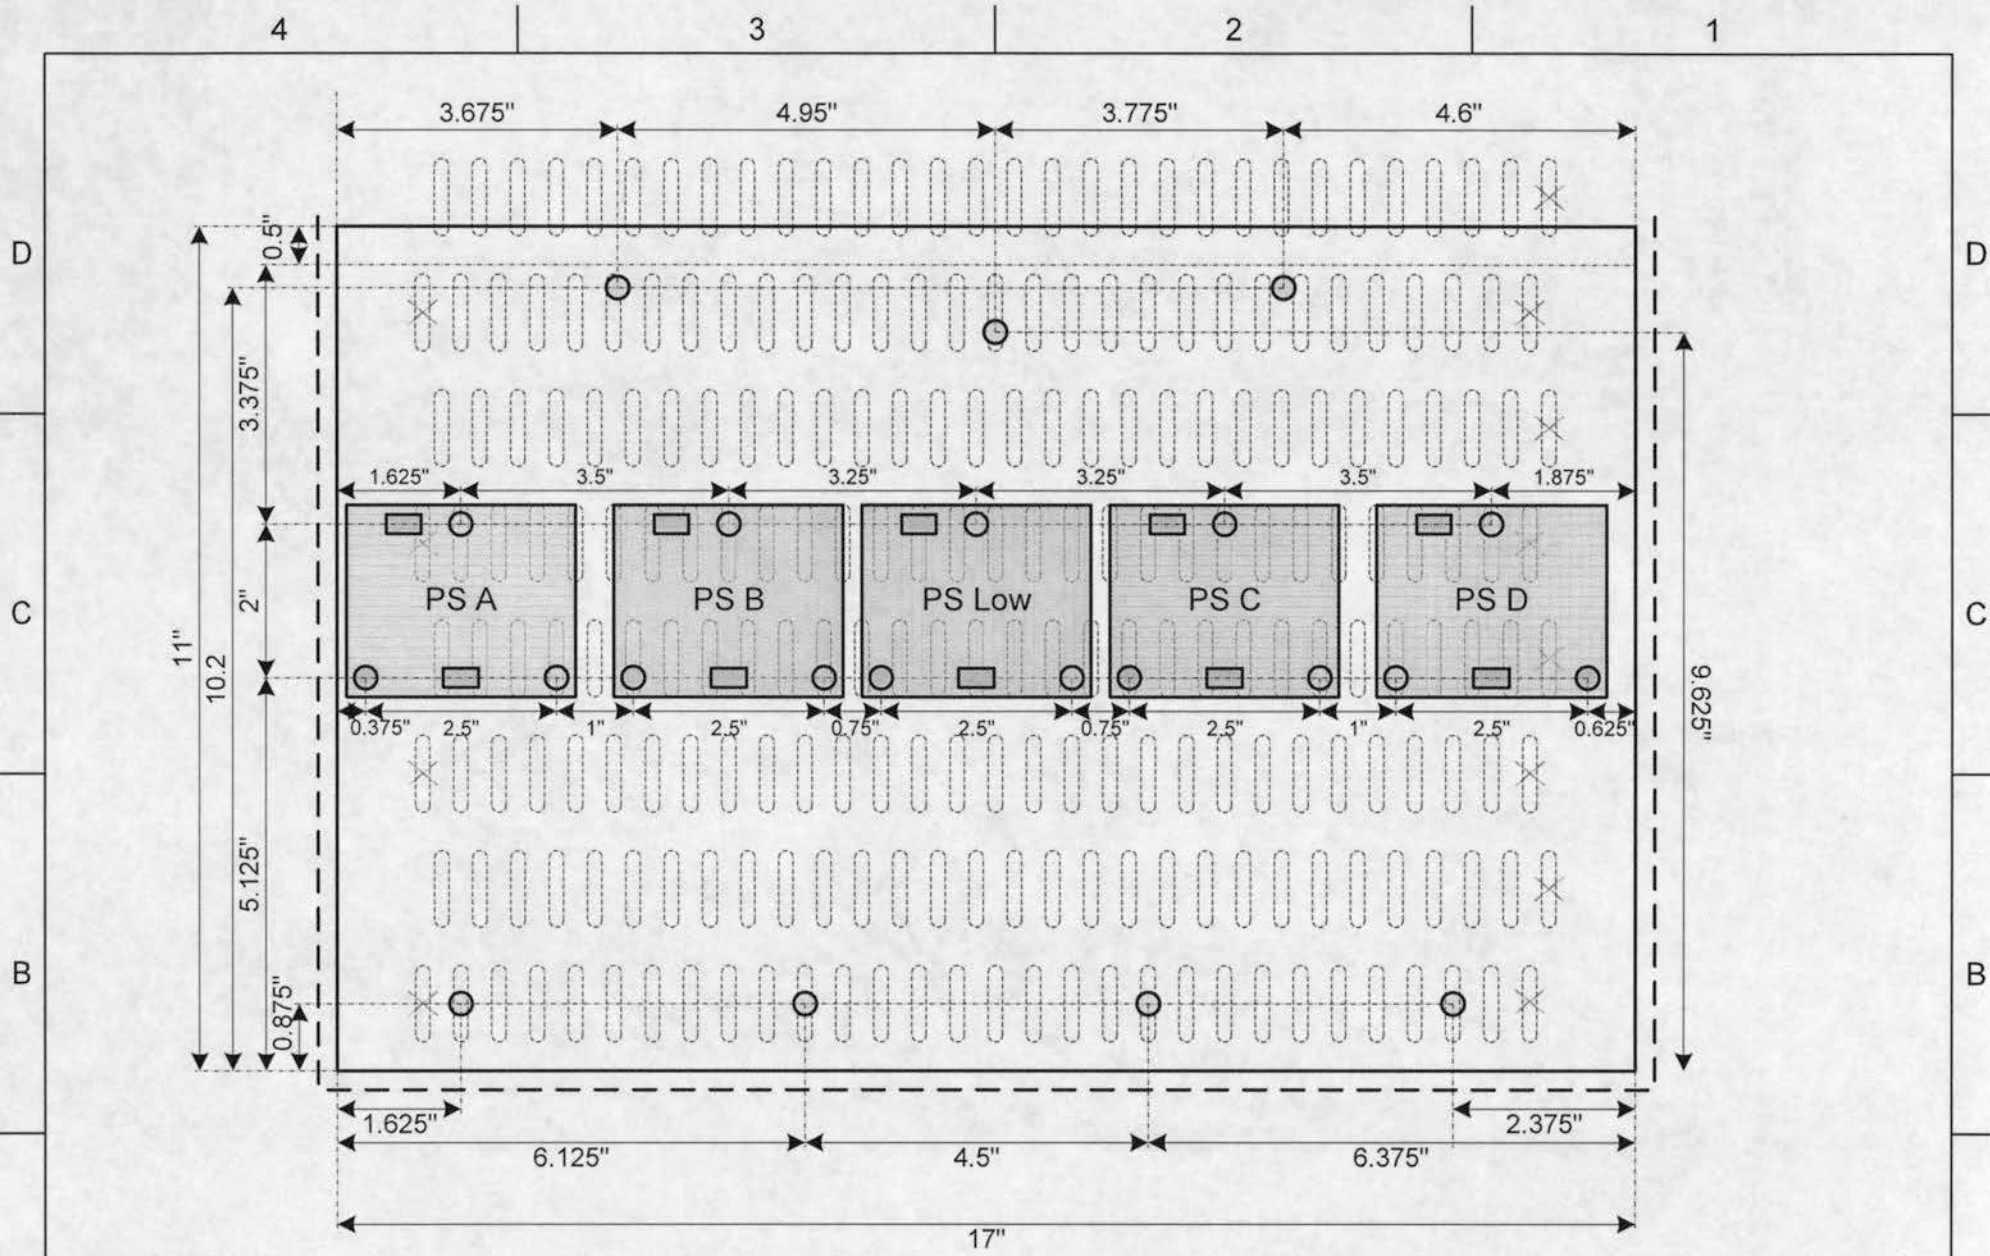 4 3 2 1
3.675" 4.95" 3.775" 4.6"
D 0.5" D
3.375"
1.625" 3.5" 3.25" 3.25" 3.5" 1.875"
C 2" PS A PS B PS Low PS C PS D C
11" 10.2 9.625"
0.375" 2.5" 1" 2.5" 0.75" 2.5" 0.75" 2.5" 1" 2.5" 0.625"
5.125"
B 0.875" B
1.625" 2.375"
6.125" 4.5" 6.375"
17"